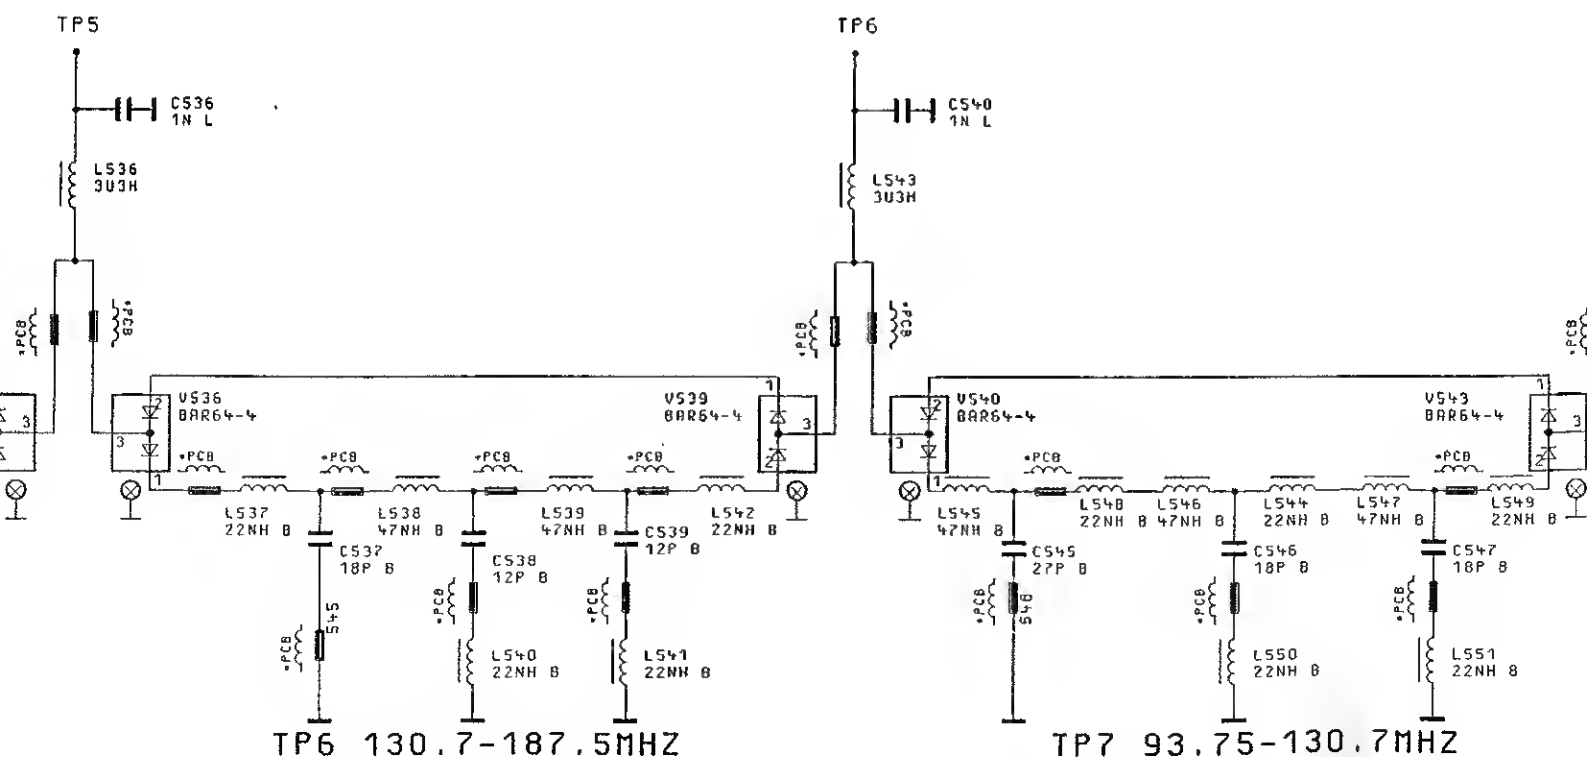 TP5
TP6
C536
1N L
C540
1N L
L536
3U3H
L543
3U3H
*PCB
*PCB
*PCB
*PCB
*PCB
3
2
3
1
V536
BAR64-4
V539
BAR64-4
1
3
2
2
3
1
V540
BAR64-4
V543
BAR64-4
1
3
2
*PCB
*PCB
*PCB
*PCB
*PCB
*PCB
L537
22NH B
L538
47NH B
L539
47NH B
L542
22NH B
L545
47NH B
L548
22NH B
L546
47NH B
L544
22NH B
L547
47NH B
L549
22NH B
C537
18P B
C538
12P B
C539
12P B
C545
27P B
C546
18P B
C547
18P B
*PCB
545
*PCB
*PCB
*PCB
546
*PCB
*PCB
L540
22NH B
L541
22NH B
L550
22NH B
L551
22NH B
TP6 130.7-187.5MHZ
TP7 93.75-130.7MHZ